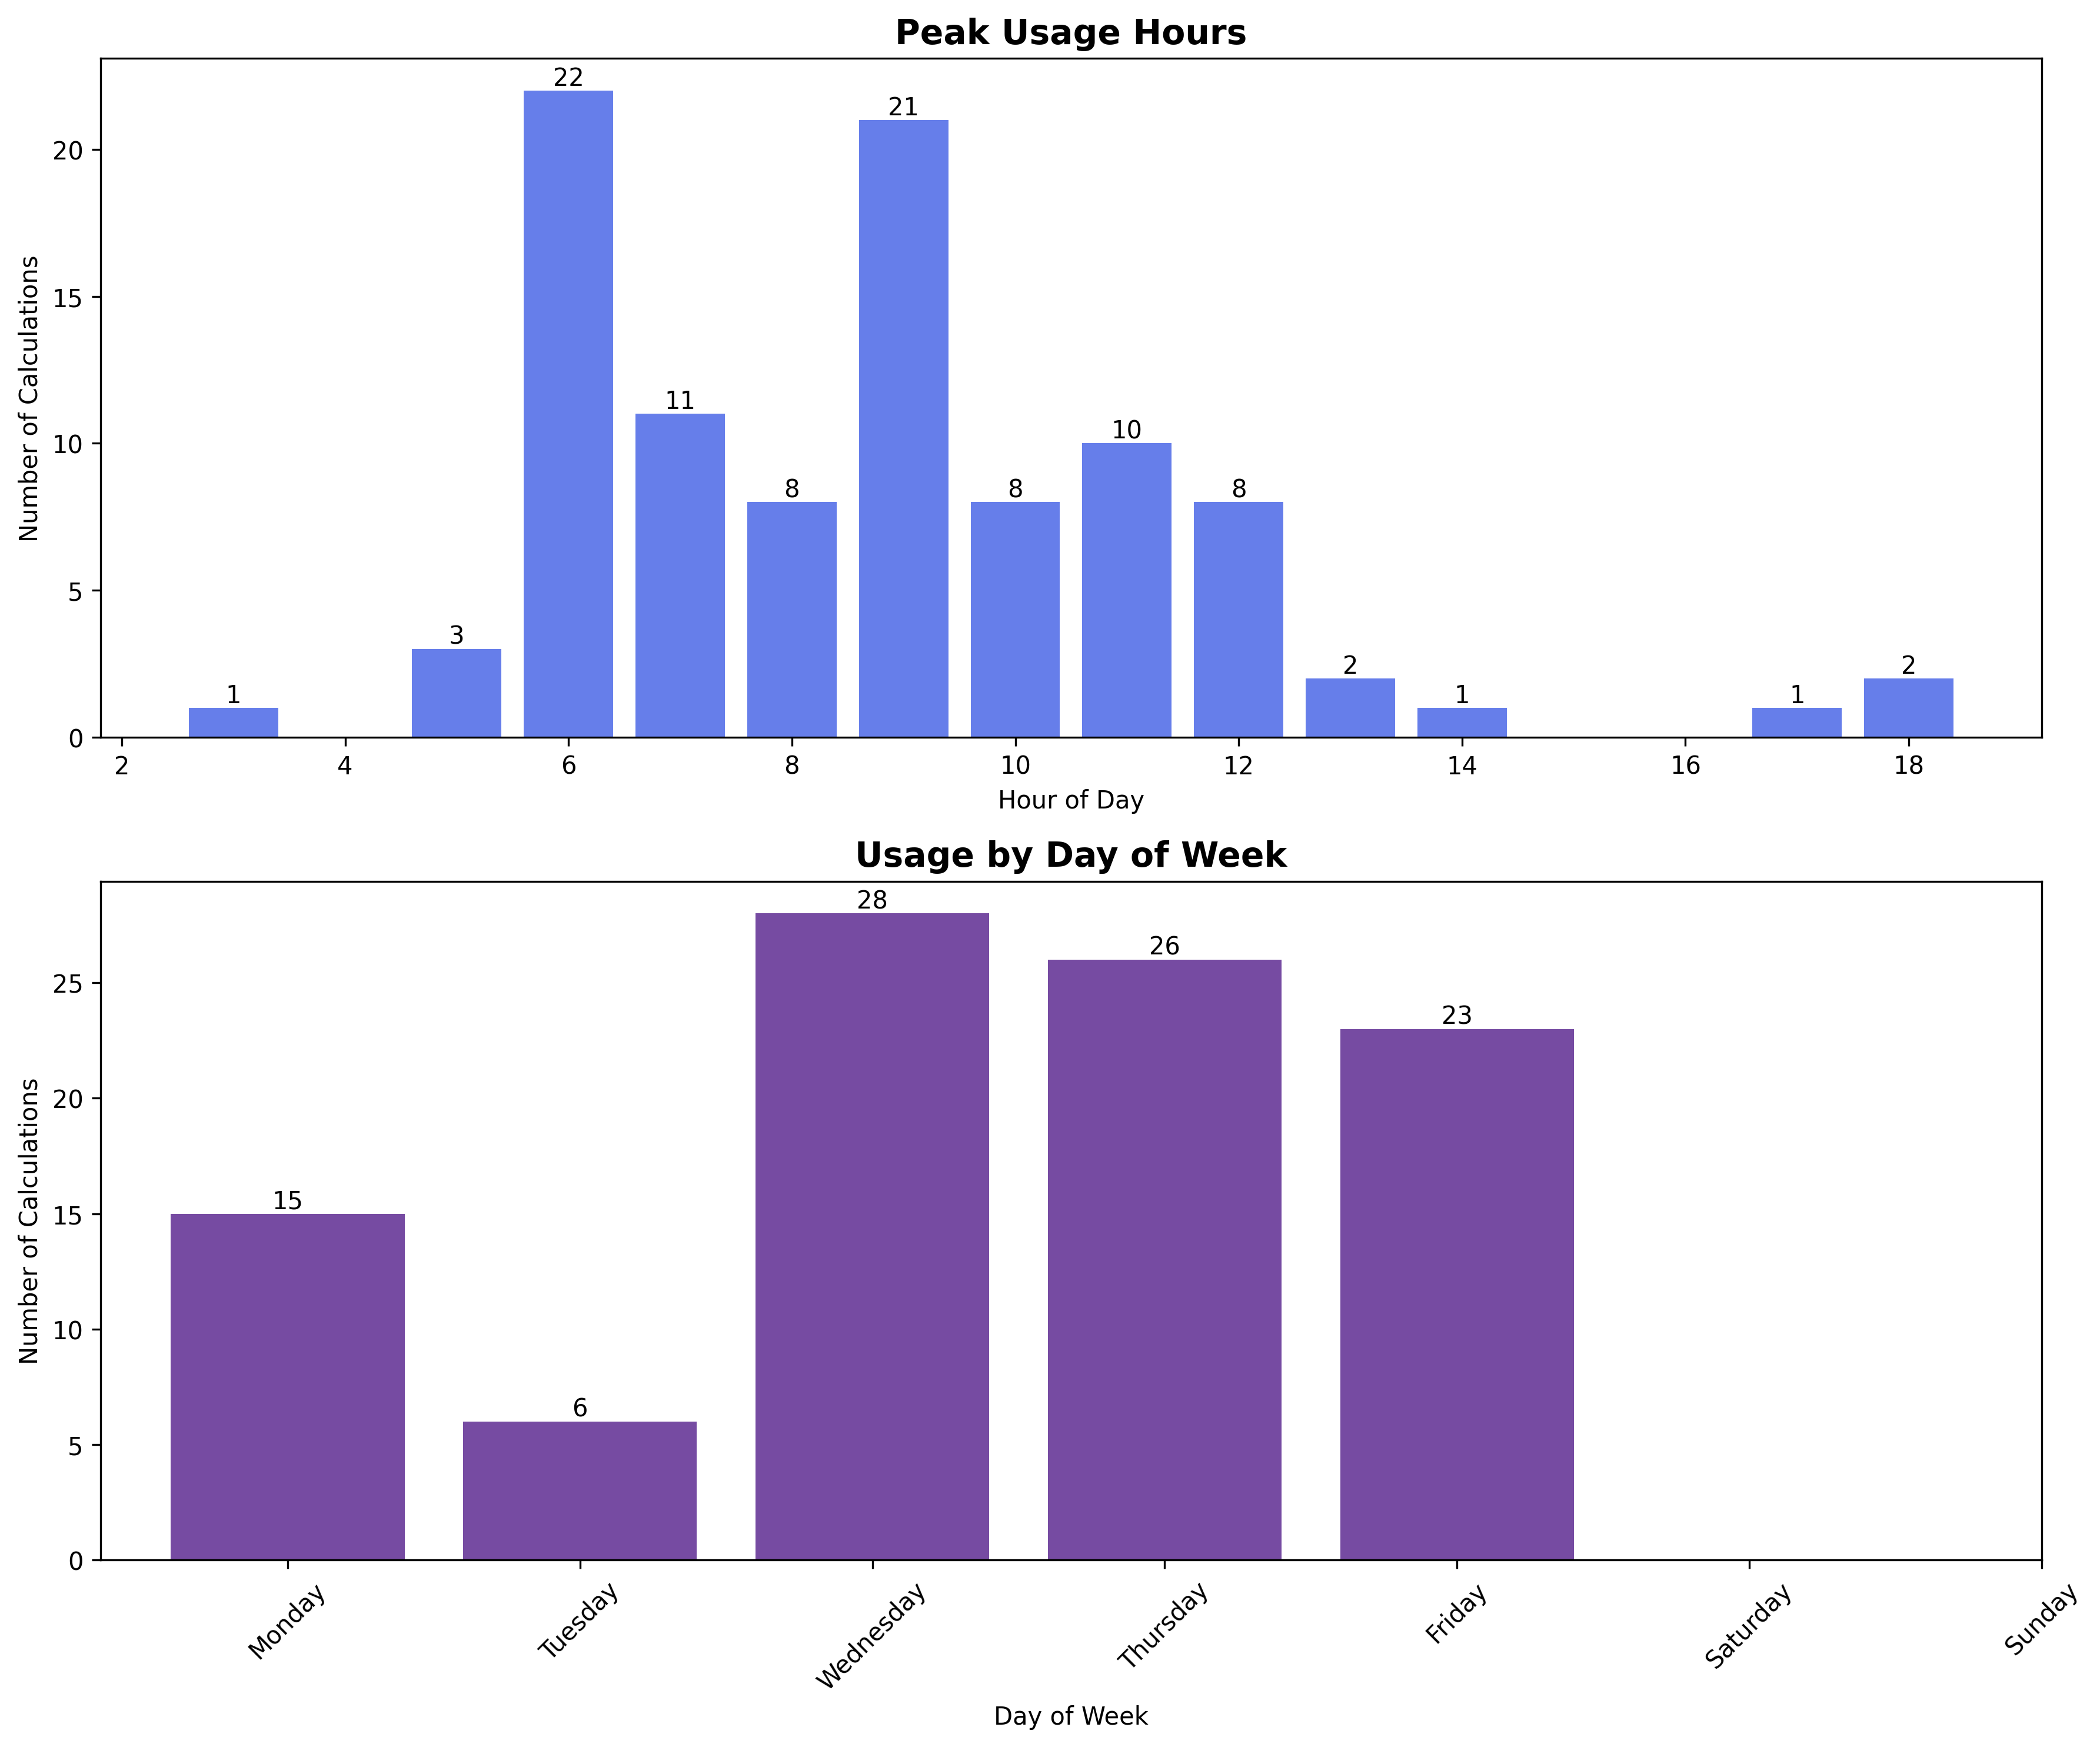 Peak Usage Hours
Number of Calculations
20
15
10
5
0
22
21
11
10
8
8
8
3
2
2
1
1
1
2
4
6
8
10
12
14
16
18
Hour of Day
Usage by Day of Week
Number of Calculations
25
20
15
10
5
0
28
26
23
15
6
Monday
Tuesday
Wednesday
Thursday
Friday
Saturday
Sunday
Day of Week